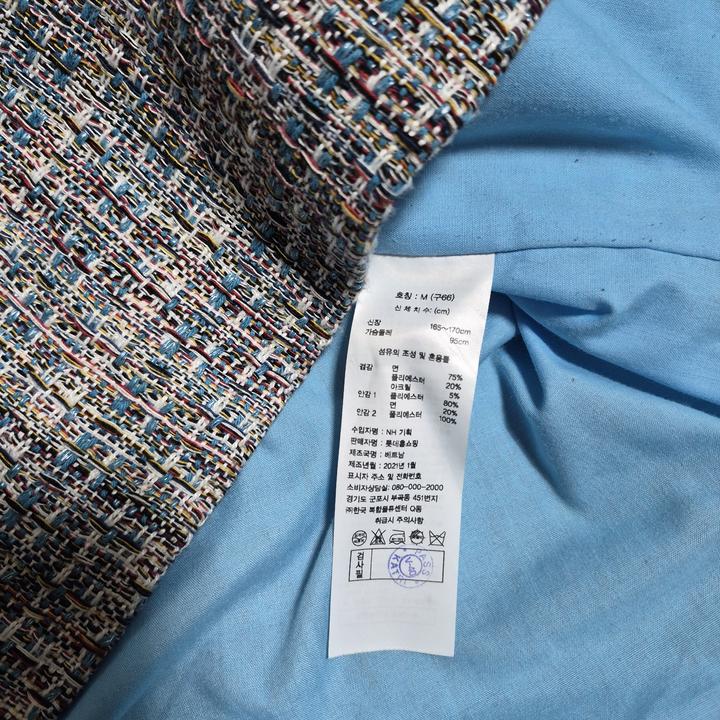 호칭 : M (구66)
신 체 치 수: (cm)
신장 165~170cm
가슴둘레 95cm
섬유의 조성 및 혼용률
겉감 면 75%
폴리에스터 20%
아크릴 5%
안감 1 폴리에스터 80%
면 20%
안감 2 폴리에스터 100%
수입자명 : NH 기획
판매자명 : 롯데홈쇼핑
제조국명 : 베트남
제조년월 : 2021년 1월
표시자 주소 및 전화번호
소비자상담실: 080-000-2000
경기도 군포시 부곡동 451번지
㈜한국 복합물류센터 Q동
취급시 주의사항
검사필
PASS
KATRI